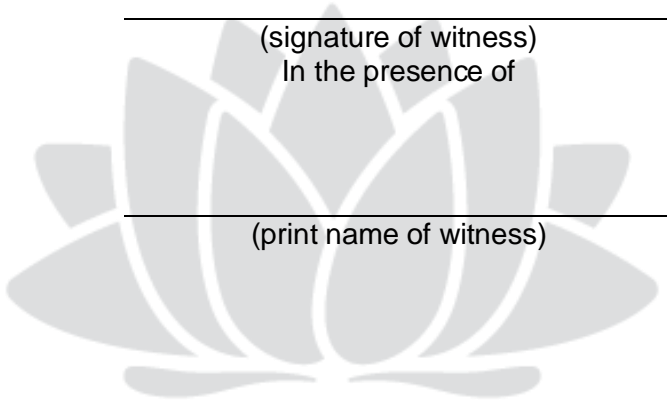 (signature of witness)
In the presence of
(print name of witness)